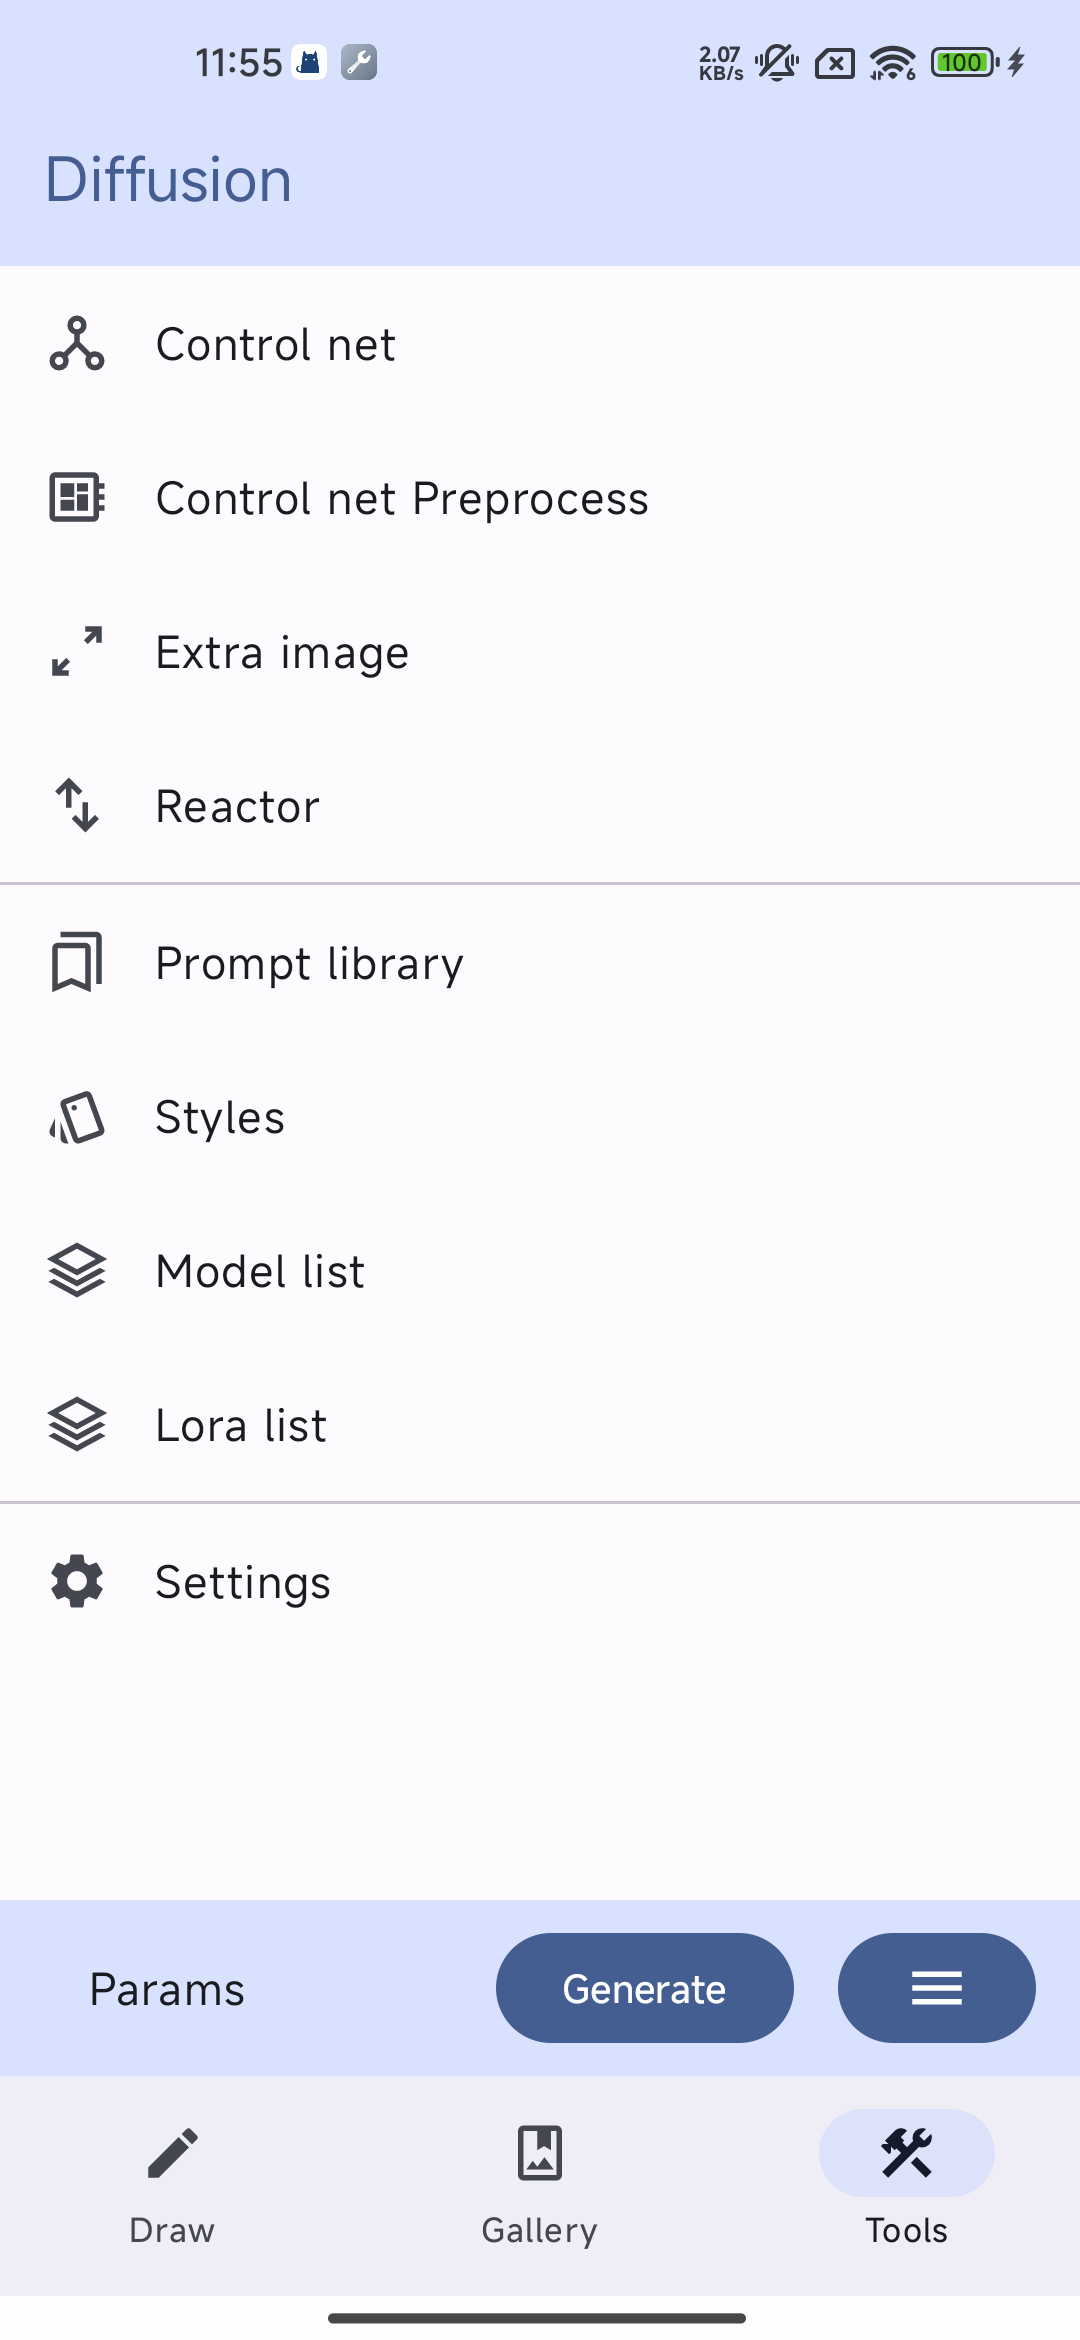 11:55
2.07
KB/s
6
100
Diffusion
Control net
Control net Preprocess
Extra image
Reactor
Prompt library
Styles
Model list
Lora list
Settings
Params
Generate
Draw
Gallery
Tools